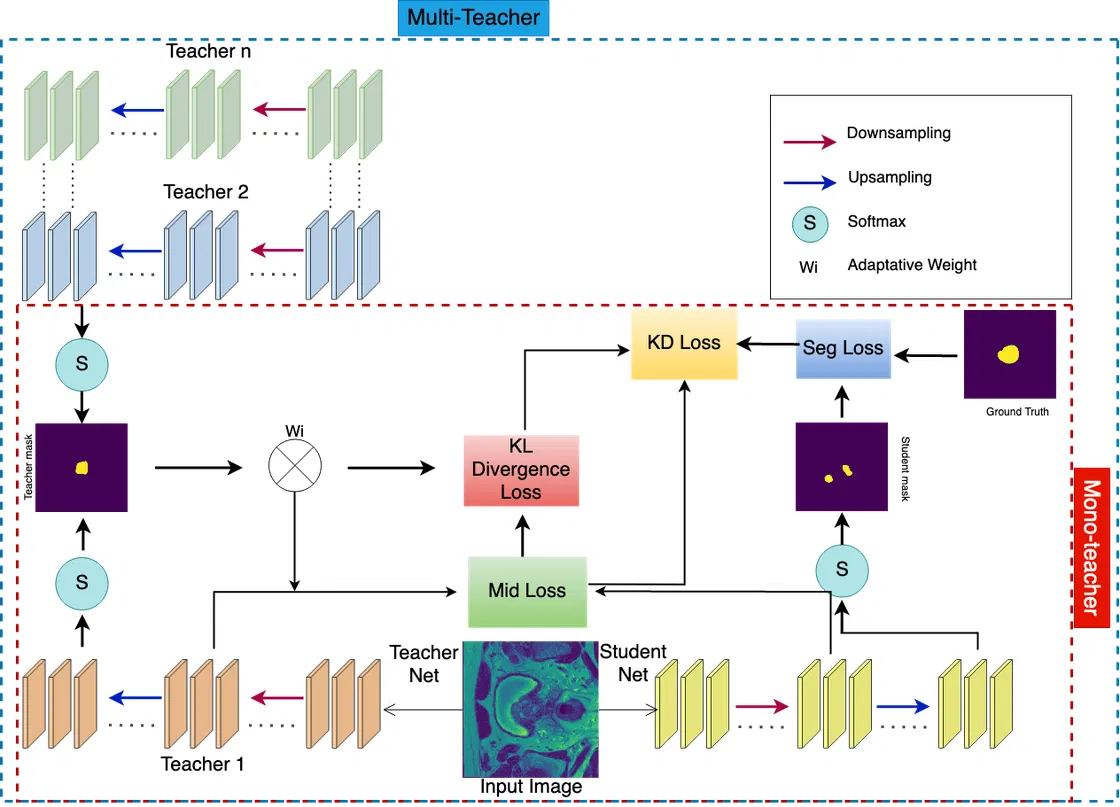 Multi-Teacher
Teacher n
Downsampling
Upsampling
S
Softmax
Wi
Adaptative Weight
Teacher 2
S
KD Loss
Seg Loss
Ground Truth
Teacher mask
Wi
KL
Divergence
Loss
Student mask
Mono-teacher
S
Mid Loss
S
Teacher
Net
Student
Net
Teacher 1
Input Image